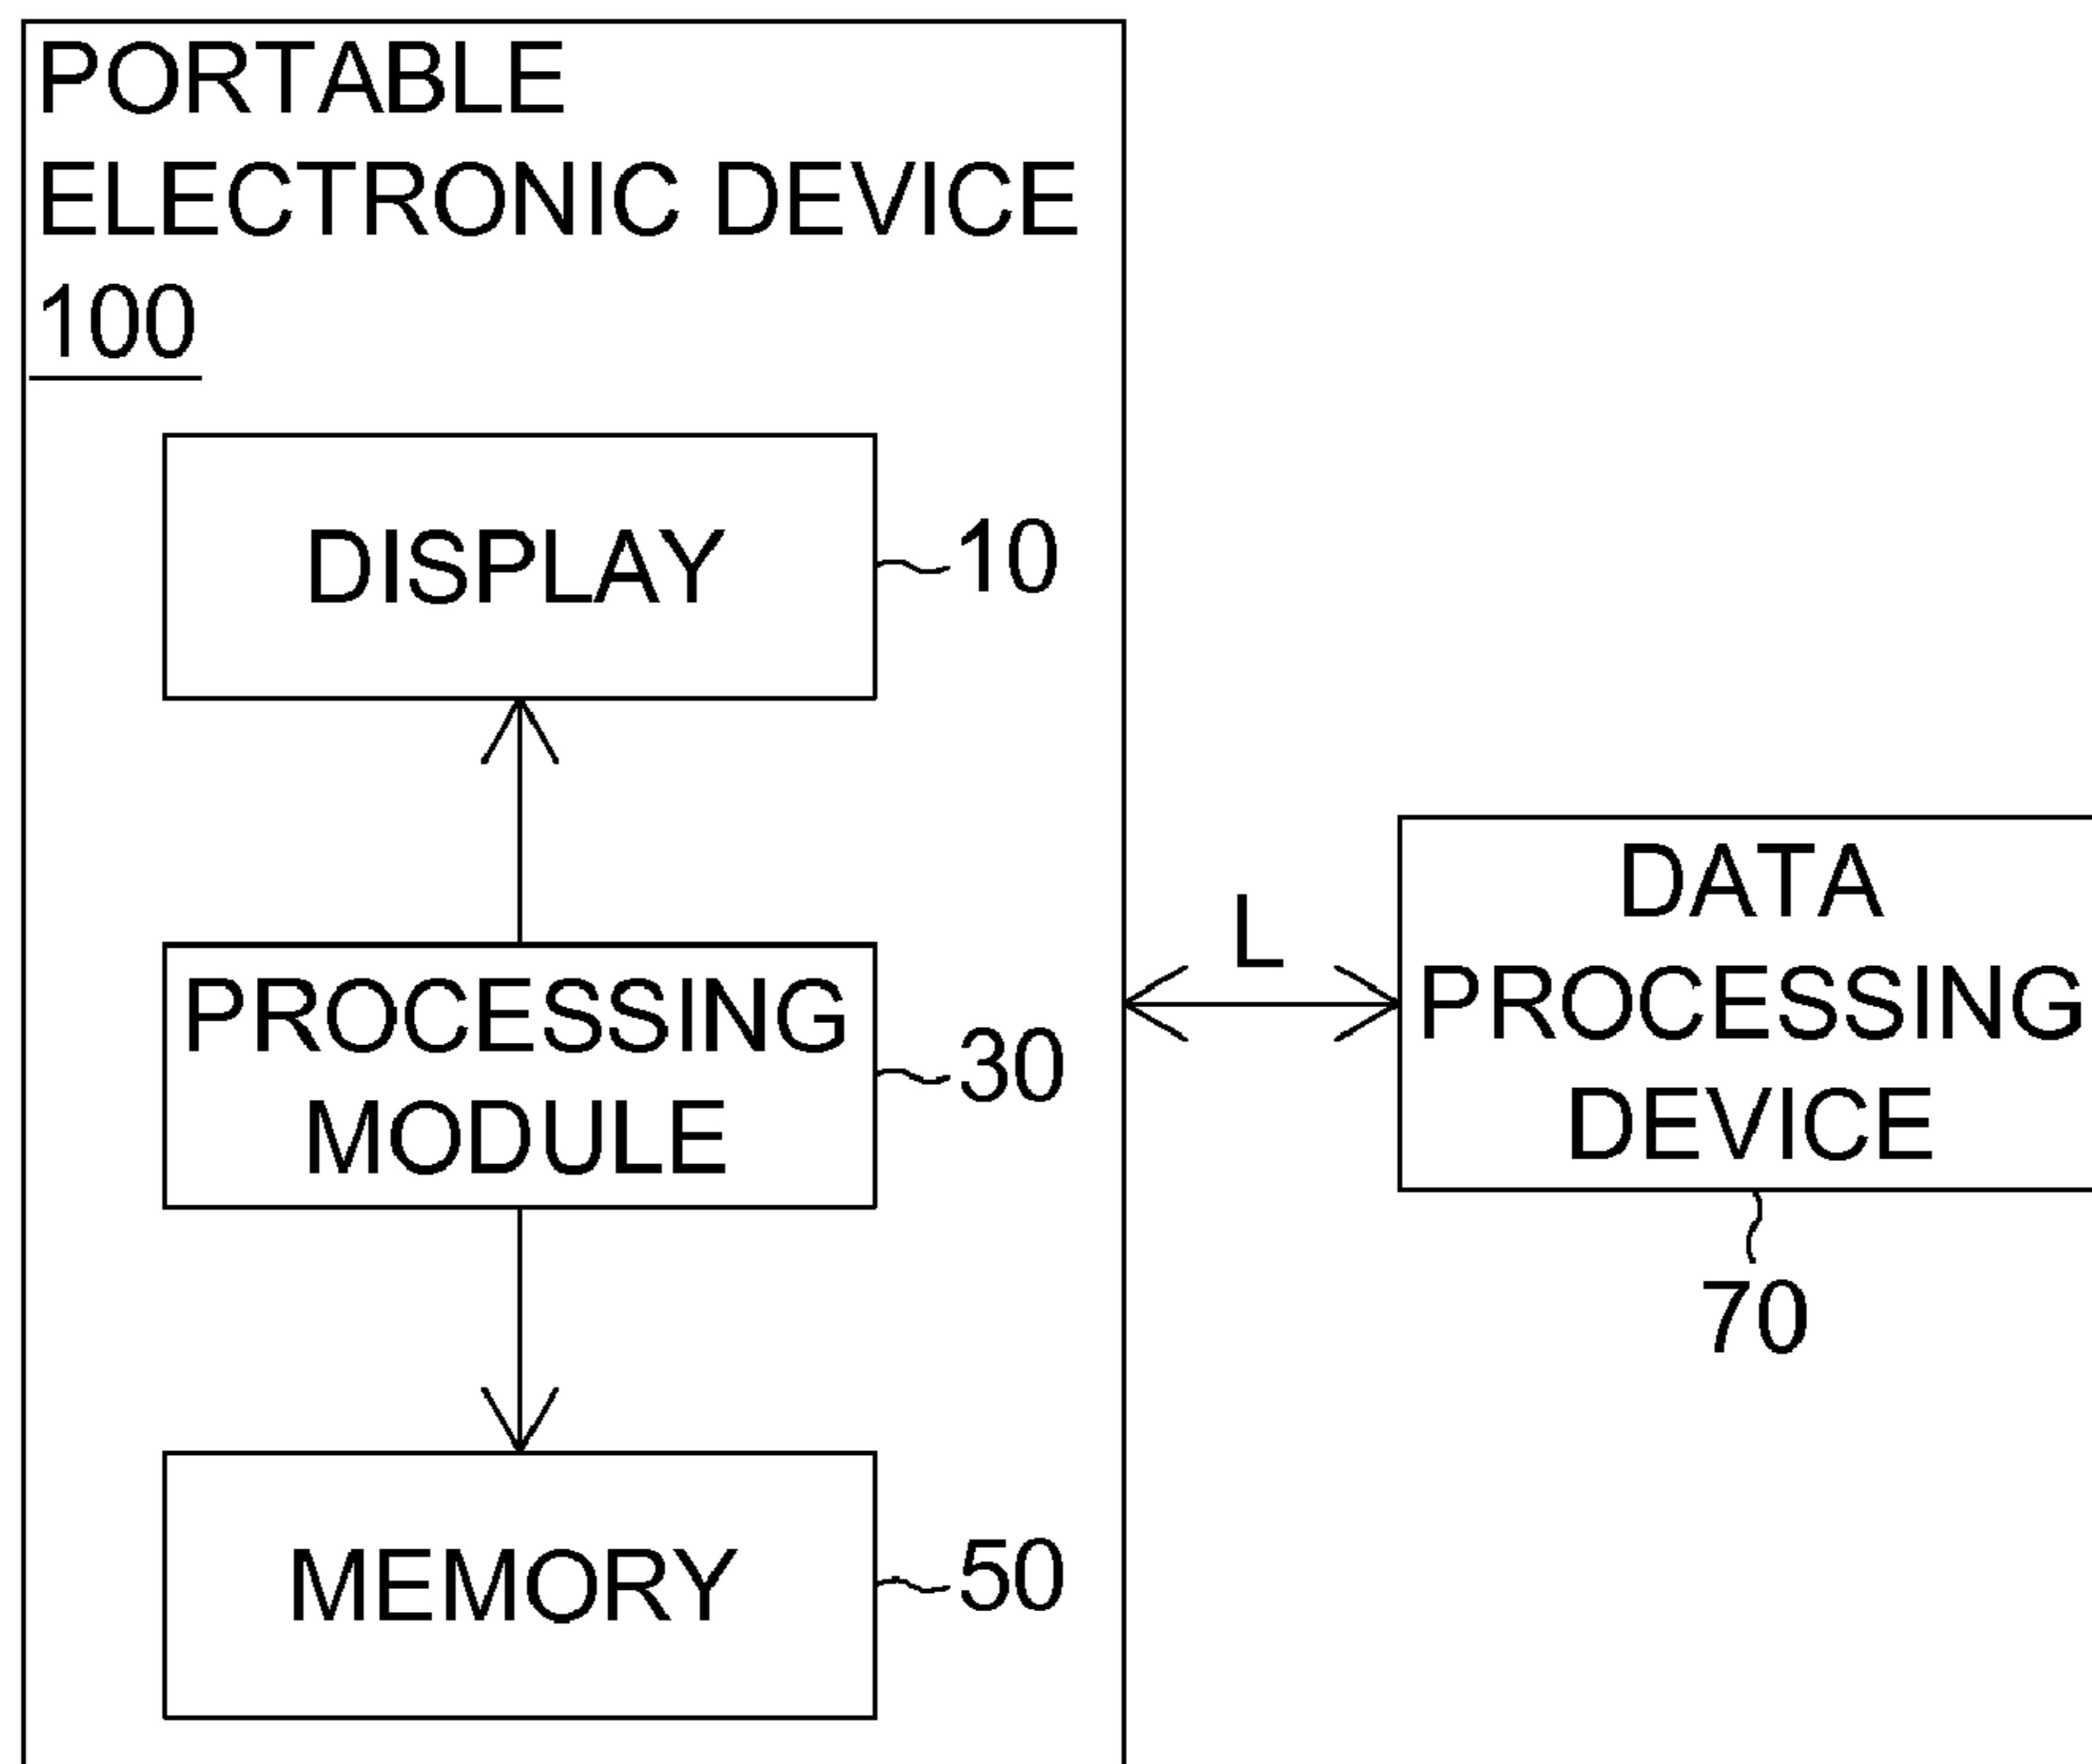 PORTABLE
ELECTRONIC DEVICE
100
DISPLAY
10
PROCESSING
MODULE
30
MEMORY
50
L
DATA
PROCESSING
DEVICE
70